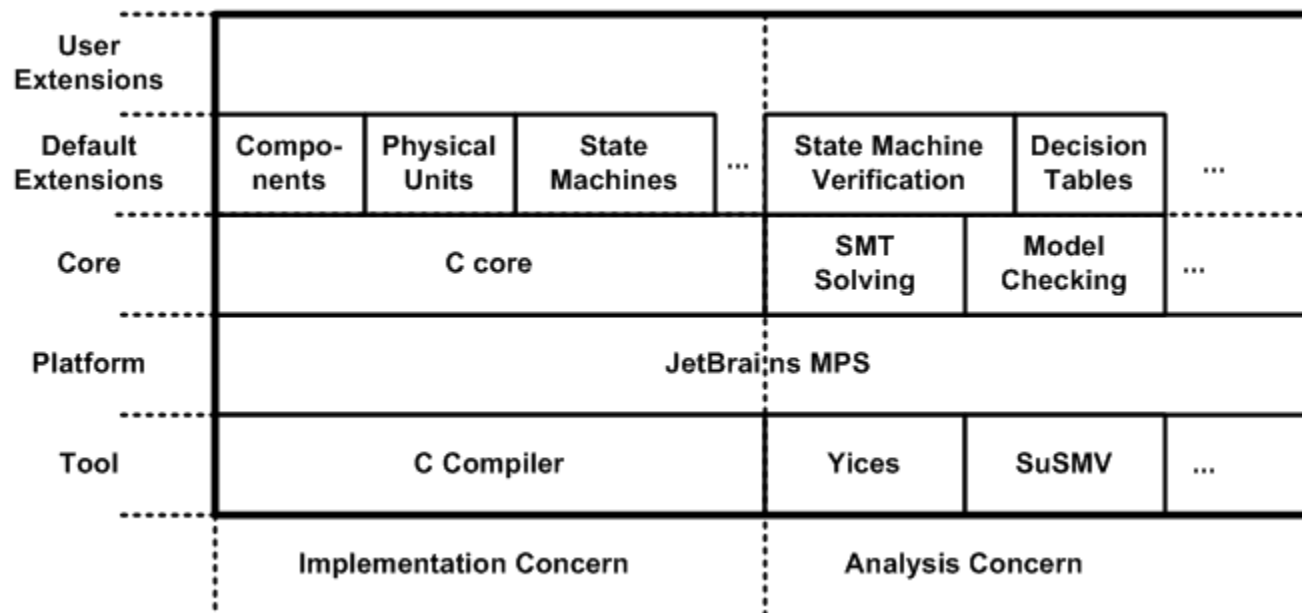 User
Extensions
Default
Extensions
Compo-
nents
Physical
Units
State
Machines
...
State Machine
Verification
Decision
Tables
...
Core
C core
SMT
Solving
Model
Checking
...
Platform
JetBrains MPS
Tool
C Compiler
Yices
SuSMV
...
Implementation Concern
Analysis Concern